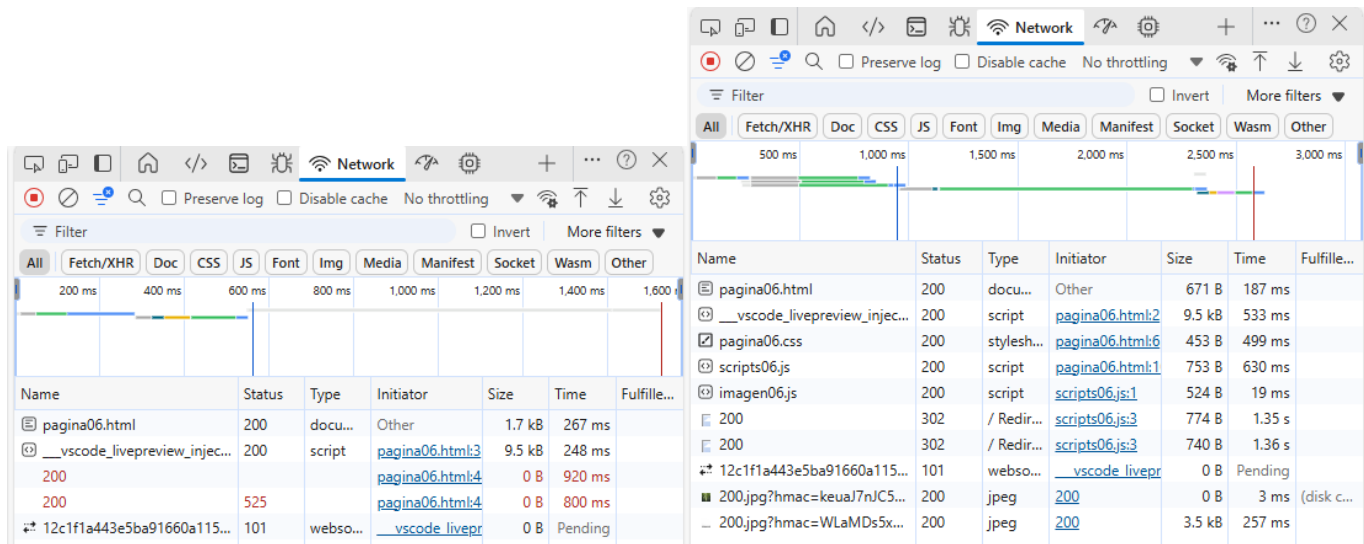 Network
Preserve log Disable cache No throttling
Filter Invert More filters
All Fetch/XHR Doc CSS JS Font Img Media Manifest Socket Wasm Other
200 ms 400 ms 600 ms 800 ms 1,000 ms 1,200 ms 1,400 ms 1,600
Name Status Type Initiator Size Time Fulfille...
pagina06.html 200 docu... Other 1.7 kB 267 ms
__vscode_livepreview_injec... 200 script pagina06.html:3 9.5 kB 248 ms
200 pagina06.html:4 0 B 920 ms
200 525 pagina06.html:4 0 B 800 ms
12c1f1a443e5ba91660a115... 101 webso... __vscode_livepr 0 B Pending
Network
Preserve log Disable cache No throttling
Filter Invert More filters
All Fetch/XHR Doc CSS JS Font Img Media Manifest Socket Wasm Other
500 ms 1,000 ms 1,500 ms 2,000 ms 2,500 ms 3,000 ms
Name Status Type Initiator Size Time Fulfille...
pagina06.html 200 docu... Other 671 B 187 ms
___vscode_livepreview_injec... 200 script pagina06.html:2 9.5 kB 533 ms
pagina06.css 200 stylesh... pagina06.html:6 453 B 499 ms
scripts06.js 200 script pagina06.html:1 753 B 630 ms
imagen06.js 200 script scripts06.js:1 524 B 19 ms
200 302 / Redir... scripts06.js:3 774 B 1.35 s
200 302 / Redir... scripts06.js:3 740 B 1.36 s
12c1f1a443e5ba91660a115... 101 webso... __vscode_livepr 0 B Pending
200.jpg?hmac=keuaJ7nJC5... 200 jpeg 200 0 B 3 ms (disk c...
200.jpg?hmac=WLaMDs5x... 200 jpeg 200 3.5 kB 257 ms